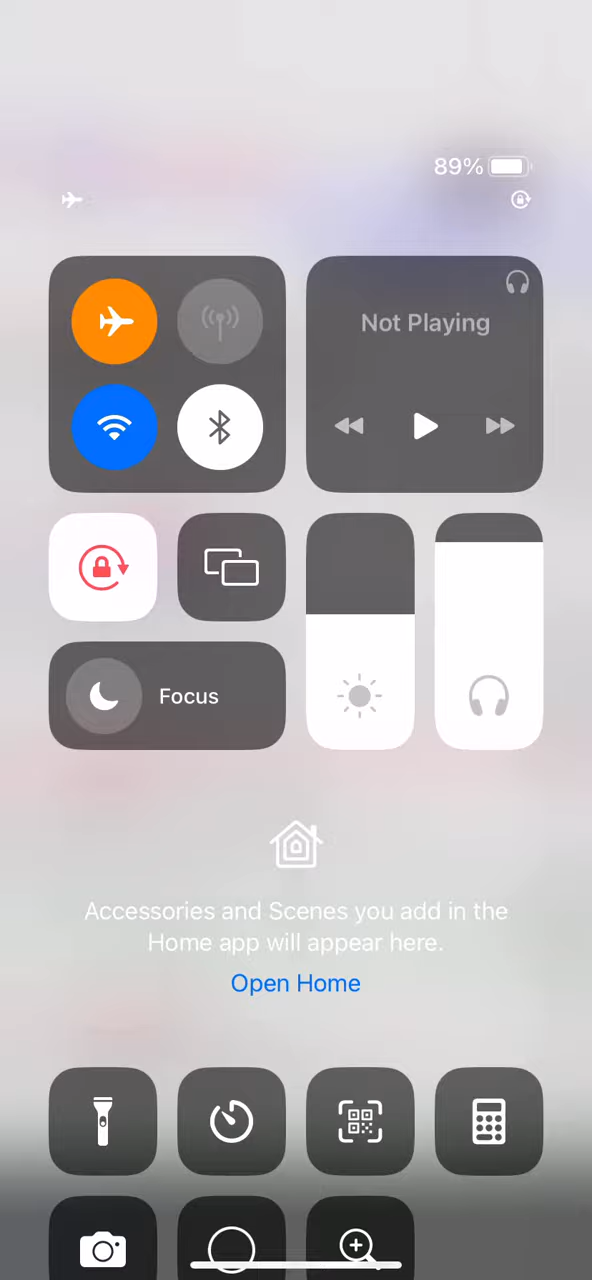 89%
Not Playing
Focus
Accessories and Scenes you add in the
Home app will appear here.
Open Home